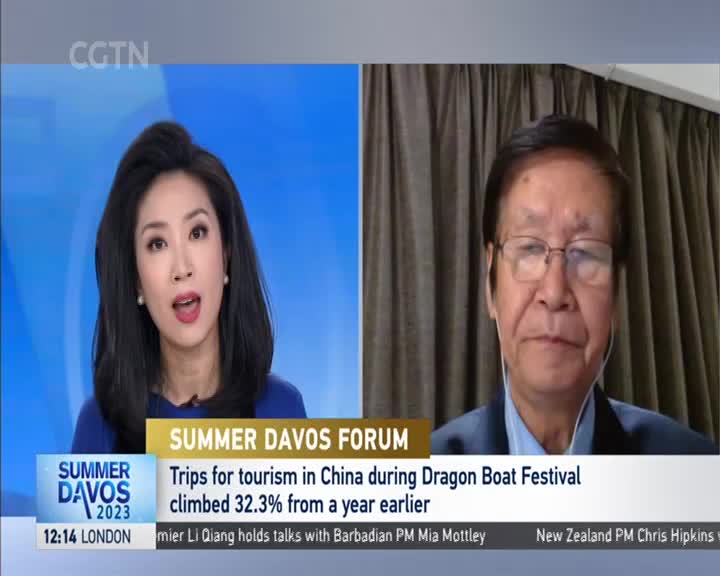 CGTN
SUMMER DAVOS FORUM
Trips for tourism in China during Dragon Boat Festival
climbed 32.3% from a year earlier
SUMMER
DAVOS
2023
12:14 LONDON
emier Li Qiang holds talks with Barbadian PM Mia Mottley
New Zealand PM Chris Hipkins